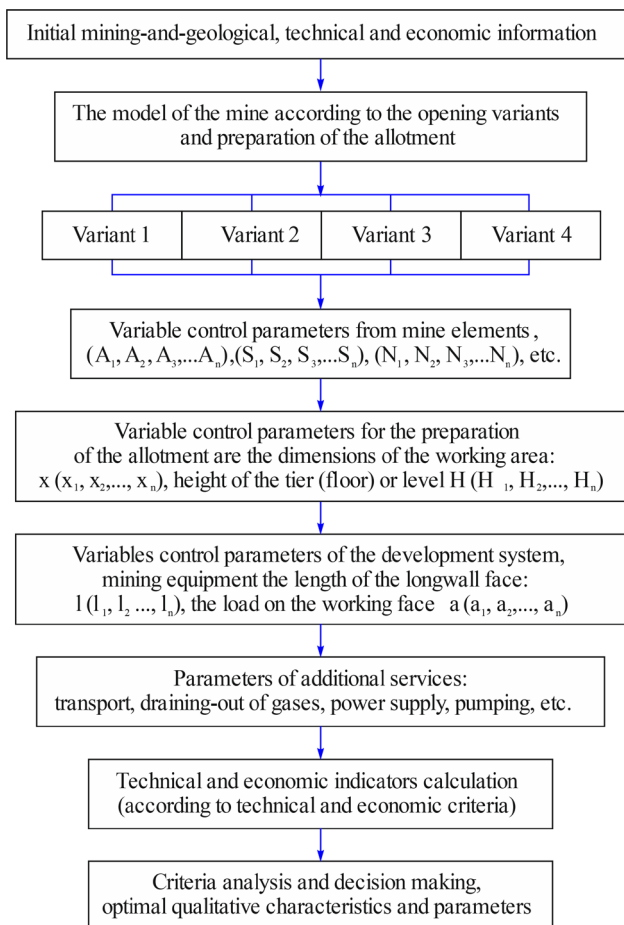 Initial mining-and-geological, technical and economic information
The model of the mine according to the opening variants
and preparation of the allotment
Variant 1
Variant 2
Variant 3
Variant 4
Variable control parameters from mine elements ,
(A₁, A₂, A₃,...Aₙ),(S₁, S₂, S₃,...Sₙ), (N₁, N₂, N₃,...Nₙ), etc.
Variable control parameters for the preparation
of the allotment are the dimensions of the working area:
x (x₁, x₂,..., xₙ), height of the tier (floor) or level H (H ₁, H₂,..., Hₙ)
Variables control parameters of the development system,
mining equipment the length of the longwall face:
l (l₁, l₂ ..., lₙ), the load on the working face a (a₁, a₂,..., aₙ)
Parameters of additional services:
transport, draining-out of gases, power supply, pumping, etc.
Technical and economic indicators calculation
(according to technical and economic criteria)
Criteria analysis and decision making,
optimal qualitative characteristics and parameters